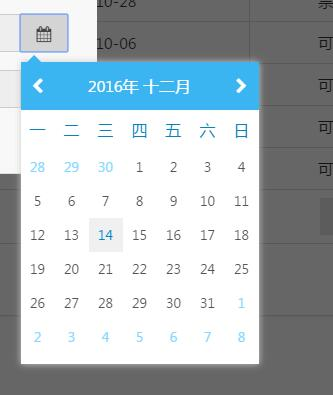 10-28
票
10-06
可
2016年 十二月
可
一 二 三 四 五 六 日
可
28 29 30 1 2 3 4
可
5 6 7 8 9 10 11
12 13 14 15 16 17 18
19 20 21 22 23 24 25
26 27 28 29 30 31 1
2 3 4 5 6 7 8